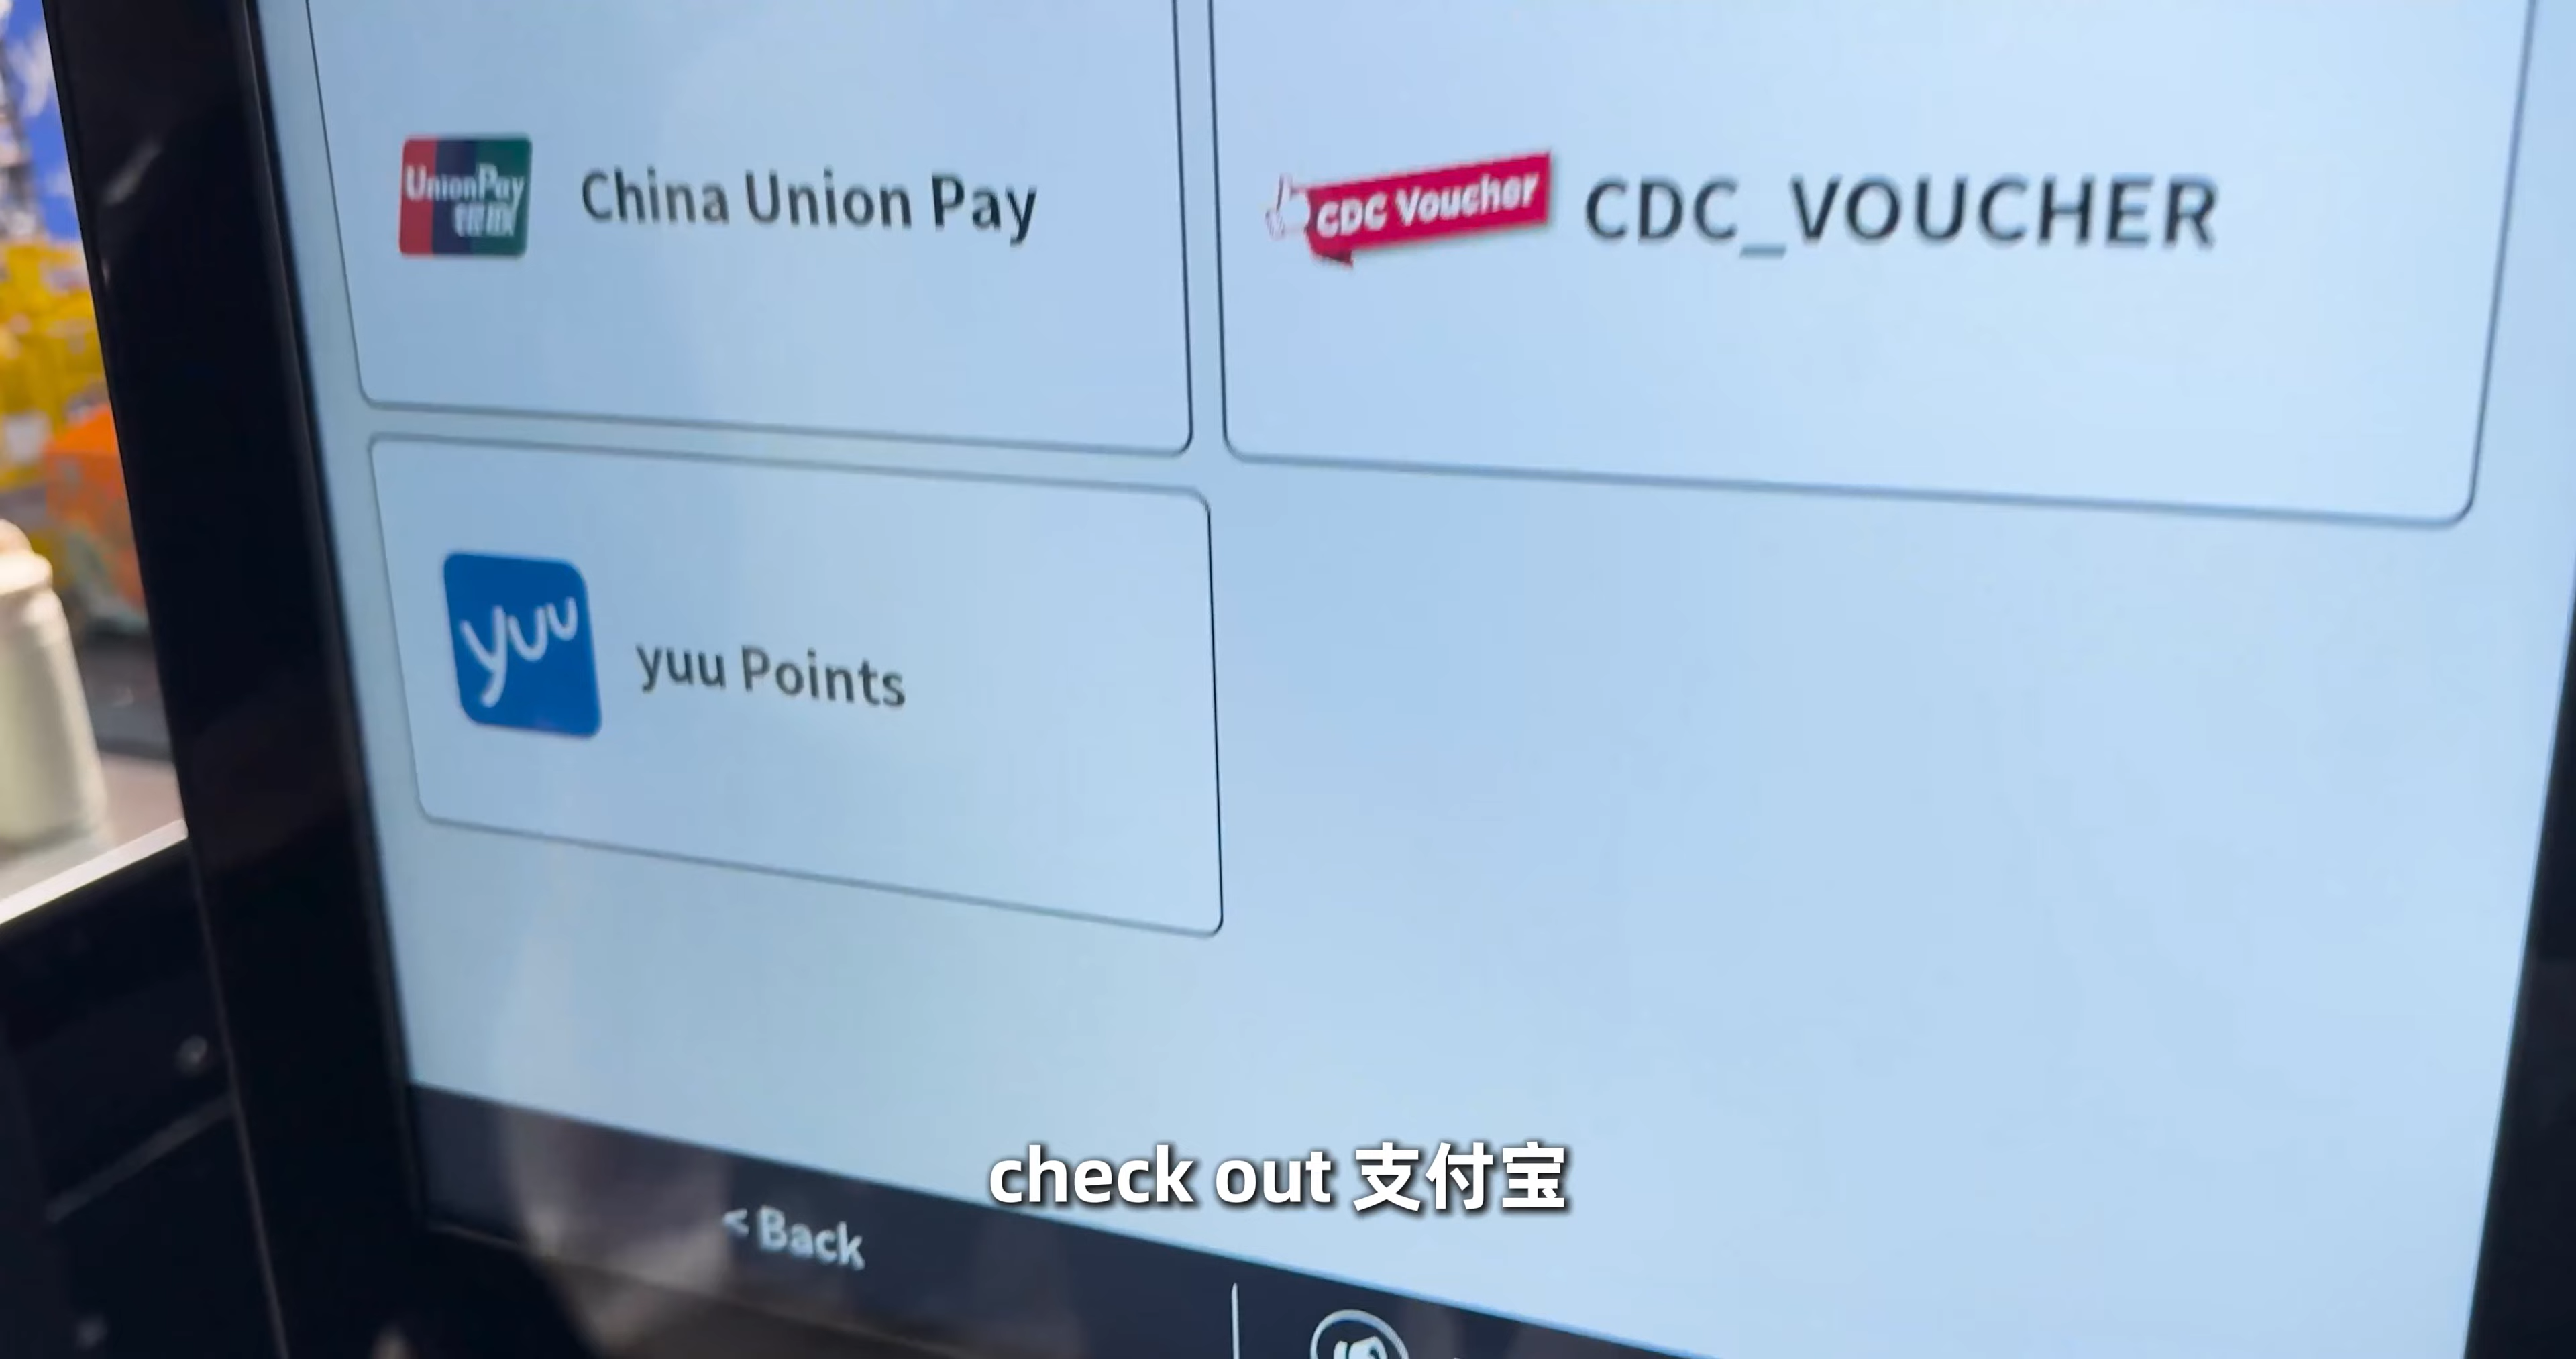 UnionPay
银联
China Union Pay
CDC Voucher
CDC_VOUCHER
yuu
yuu Points
check out 支付宝
< Back